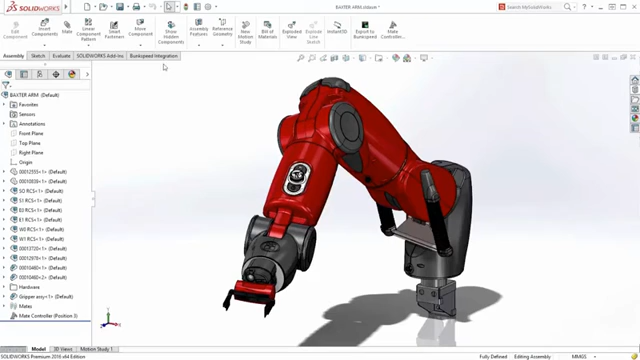 SOLIDWORKS
BAXTER ARM.sldasm *
Search MySolidWorks
Edit Component
Insert Components
Mate
Linear Component Pattern
Smart Fasteners
Move Component
Show Hidden Components
Assembly Features
Reference Geometry
New Motion Study
Bill of Materials
Exploded View
Instant3D
Export to Bunkspeed
Mate Controller...
Assembly
Sketch
Evaluate
SOLIDWORKS Add-Ins
Bunkspeed Integration
BAXTER ARM (Default)
Favorites
Sensors
Annotations
Front Plane
Top Plane
Right Plane
Origin
S0 RCS<1> (Default)
S1 RCS<1> (Default)
E0 RCS<1> (Default)
E1 RCS<1> (Default)
W0 RCS<1> (Default)
W1 RCS<1> (Default)
Hardware
Gripper assy<1> (Default)
Mates
Mate Controller (Position 3)
Model
3D Views
Motion Study 1
SOLIDWORKS Premium 2016 x64 Edition
Fully Defined
Editing Assembly
MMGS